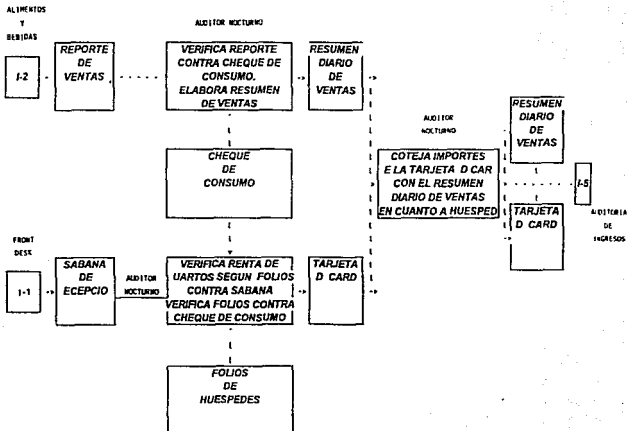 ALIMENTOS
Y
BEBIDAS
I-2
REPORTE
DE
VENTAS
AUDITOR NOCTURNO
VERIFICA REPORTE
CONTRA CHEQUE DE
CONSUMO.
ELABORA RESUMEN
DE VENTAS
RESUMEN
DIARIO
DE
VENTAS
CHEQUE
DE
CONSUMO
AUDITOR
NOCTURNO
COTEJA IMPORTES
E LA TARJETA D CAR
CON EL RESUMEN
DIARIO DE VENTAS
EN CUANTO A HUESPED
RESUMEN
DIARIO
DE
VENTAS
TARJETA
D CARD
I-5
AUDITORIA
DE
INGRESOS
FRONT
DESK
I-1
SABANA
DE
ECEPCIO
AUDITOR
NOCTURNO
VERIFICA RENTA DE
UARTOS SEGUN FOLIOS
CONTRA SABANA
VERIFICA FOLIOS CONTRA
CHEQUE DE CONSUMO
TARJETA
D CARD
FOLIOS
DE
HUESPEDES